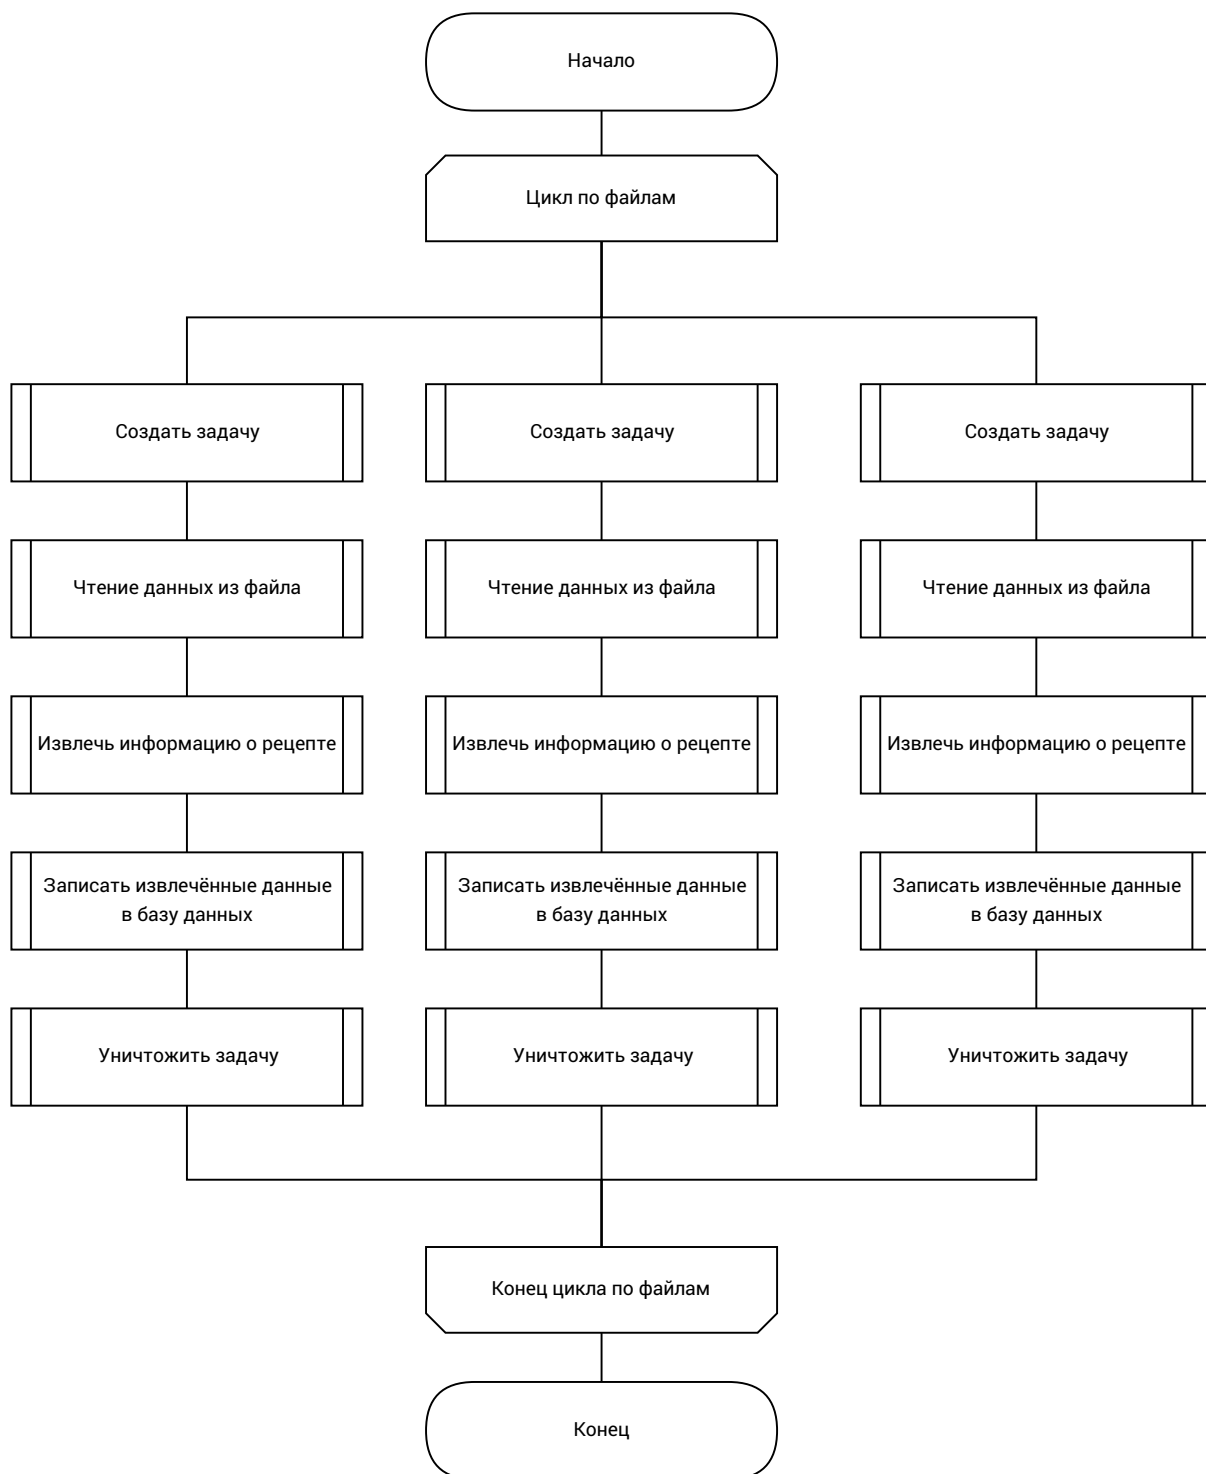 Начало
Цикл по файлам
Создать задачу
Создать задачу
Создать задачу
Чтение данных из файла
Чтение данных из файла
Чтение данных из файла
Извлечь информацию о рецепте
Извлечь информацию о рецепте
Извлечь информацию о рецепте
Записать извлечённые данные
в базу данных
Записать извлечённые данные
в базу данных
Записать извлечённые данные
в базу данных
Уничтожить задачу
Уничтожить задачу
Уничтожить задачу
Конец цикла по файлам
Конец